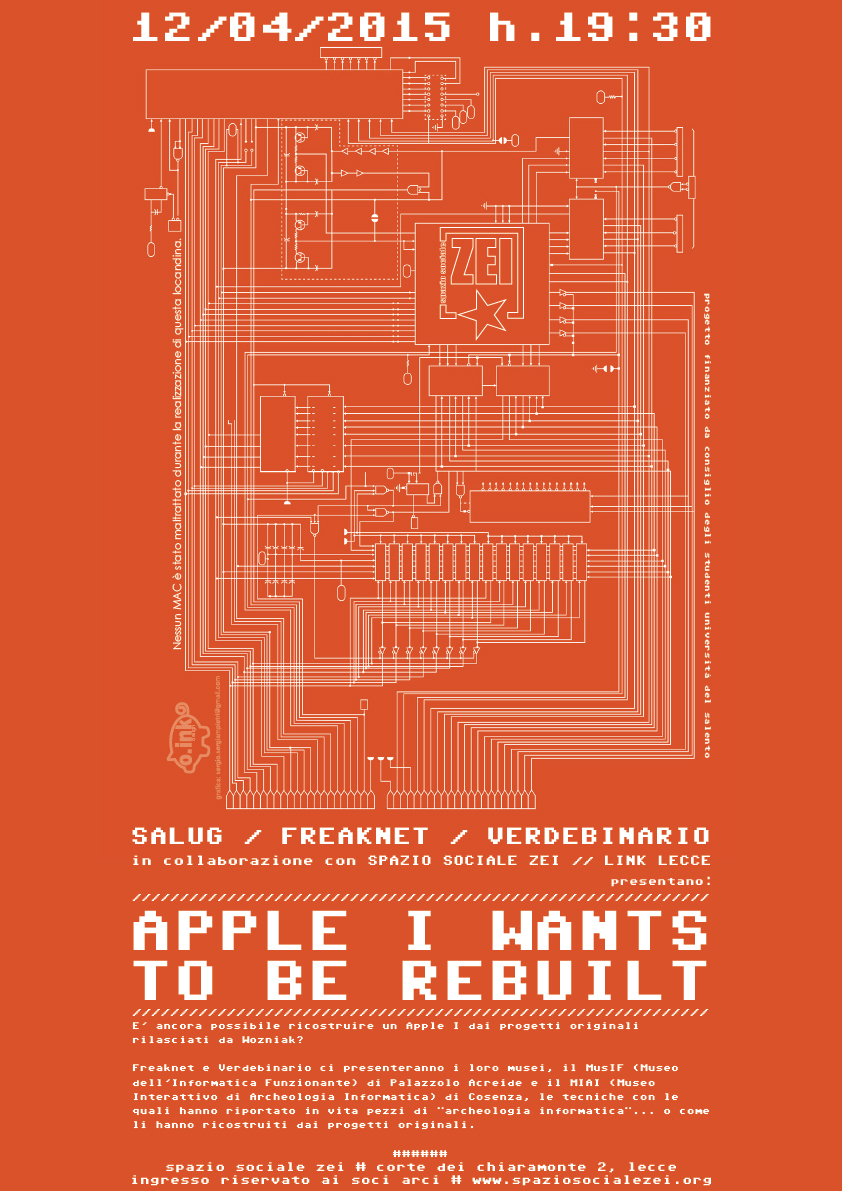 12/04/2015 h.19:30
spazio sociale
ZEI
Nessun MAC è stato maltrattato durante la realizzazione di questa locandina.
progetto finanziato da consiglio degli studenti università del salento
o.ink
grafica: sergio.sergiampietri@gmail.com
SALUG / FREAKNET / VERDEBINARIO
in collaborazione con SPAZIO SOCIALE ZEI // LINK LECCE
presentano:
APPLE I WANTS
TO BE REBUILT
E' ancora possibile ricostruire un Apple I dai progetti originali
rilasciati da Wozniak?
Freaknet e Verdebinario ci presenteranno i loro musei, il MusIF (Museo
dell'Informatica Funzionante) di Palazzolo Acreide e il MIAI (Museo
Interattivo di Archeologia Informatica) di Cosenza, le tecniche con le
quali hanno riportato in vita pezzi di "archeologia informatica"... o come
li hanno ricostruiti dai progetti originali.
######
spazio sociale zei # corte dei chiaramonte 2, lecce
ingresso riservato ai soci arci # www.spaziosocialezei.org